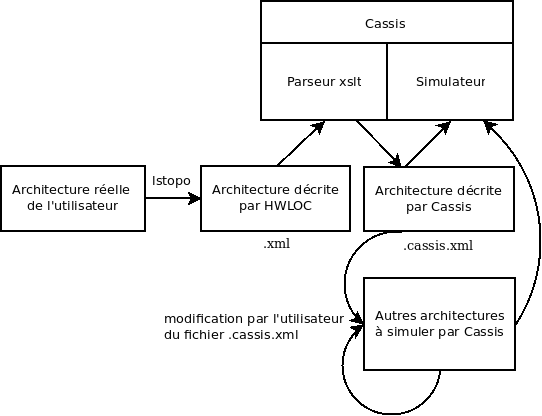 Cassis
Parseur xslt
Simulateur
Architecture réelle
de l'utilisateur
lstopo
Architecture décrite
par HWLOC
.xml
Architecture décrite
par Cassis
.cassis.xml
modification par l'utilisateur
du fichier .cassis.xml
Autres architectures
à simuler par Cassis